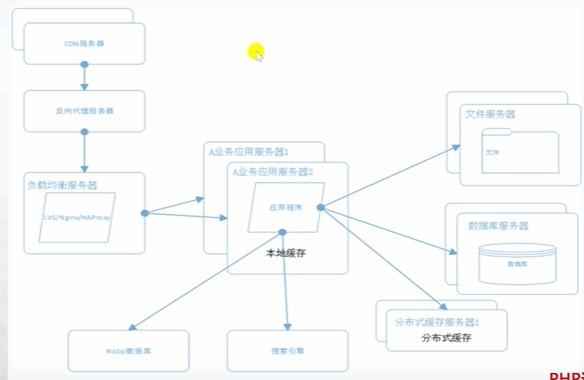 CDN服务器
反向代理服务器
负载均衡服务器
LVS/Nginx/HAProxy
A业务应用服务器1
A业务应用服务器2
应用程序
本地缓存
文件服务器
文件
数据库服务器
数据库
分布式缓存服务器1
分布式缓存
NoSql数据库
搜索引擎